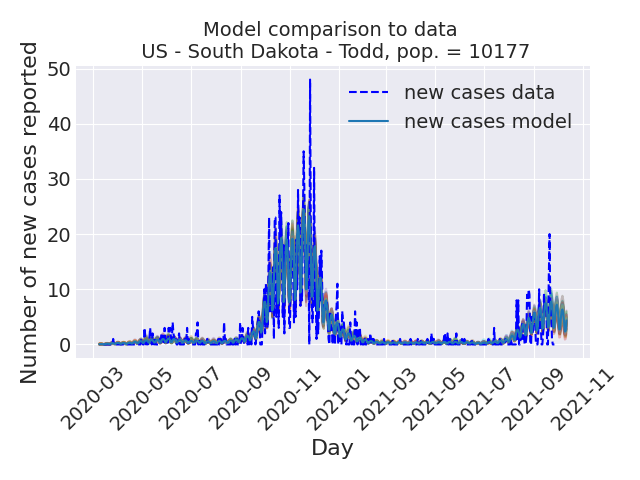 Model comparison to data
US - South Dakota - Todd, pop. = 10177
Number of new cases reported
50
40
30
20
10
0
new cases data
new cases model
2020-03
2020-05
2020-07
2020-09
2020-11
2021-01
2021-03
2021-05
2021-07
2021-09
2021-11
Day